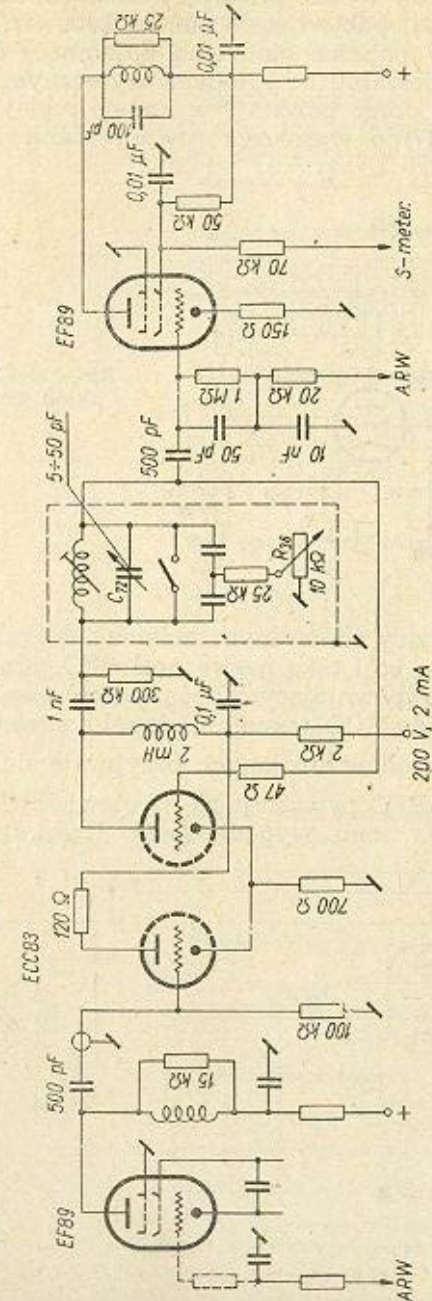 EF89
ARW
500 pF
15 kΩ
+
100 kΩ
ECC83
120 Ω
700 Ω
47 Ω
2 mH
1 nF
300 kΩ
0,1 µF
2 kΩ
200 V, 2 mA
5÷50 pF
C72
25 kΩ
R36
10 kΩ
500 pF
50 pF
1 MΩ
10 nF
20 kΩ
ARW
EF89
150 Ω
70 kΩ
S-meter.
0,01 µF
50 kΩ
100 pF
25 kΩ
0,01 µF
+